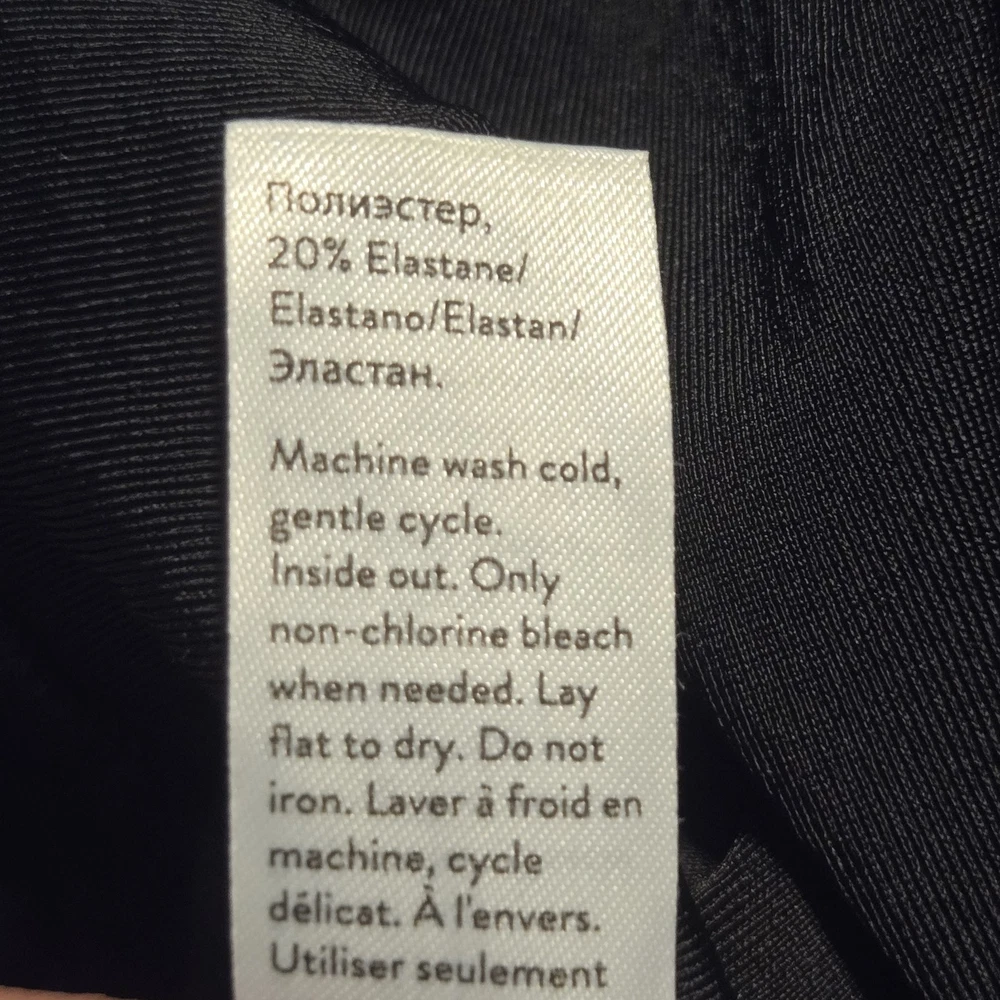 Полиэстер,
20% Elastane/
Elastano/Elastan/
Эластан.
Machine wash cold,
gentle cycle.
Inside out. Only
non-chlorine bleach
when needed. Lay
flat to dry. Do not
iron. Laver à froid en
machine, cycle
délicat. À l'envers.
Utiliser seulement